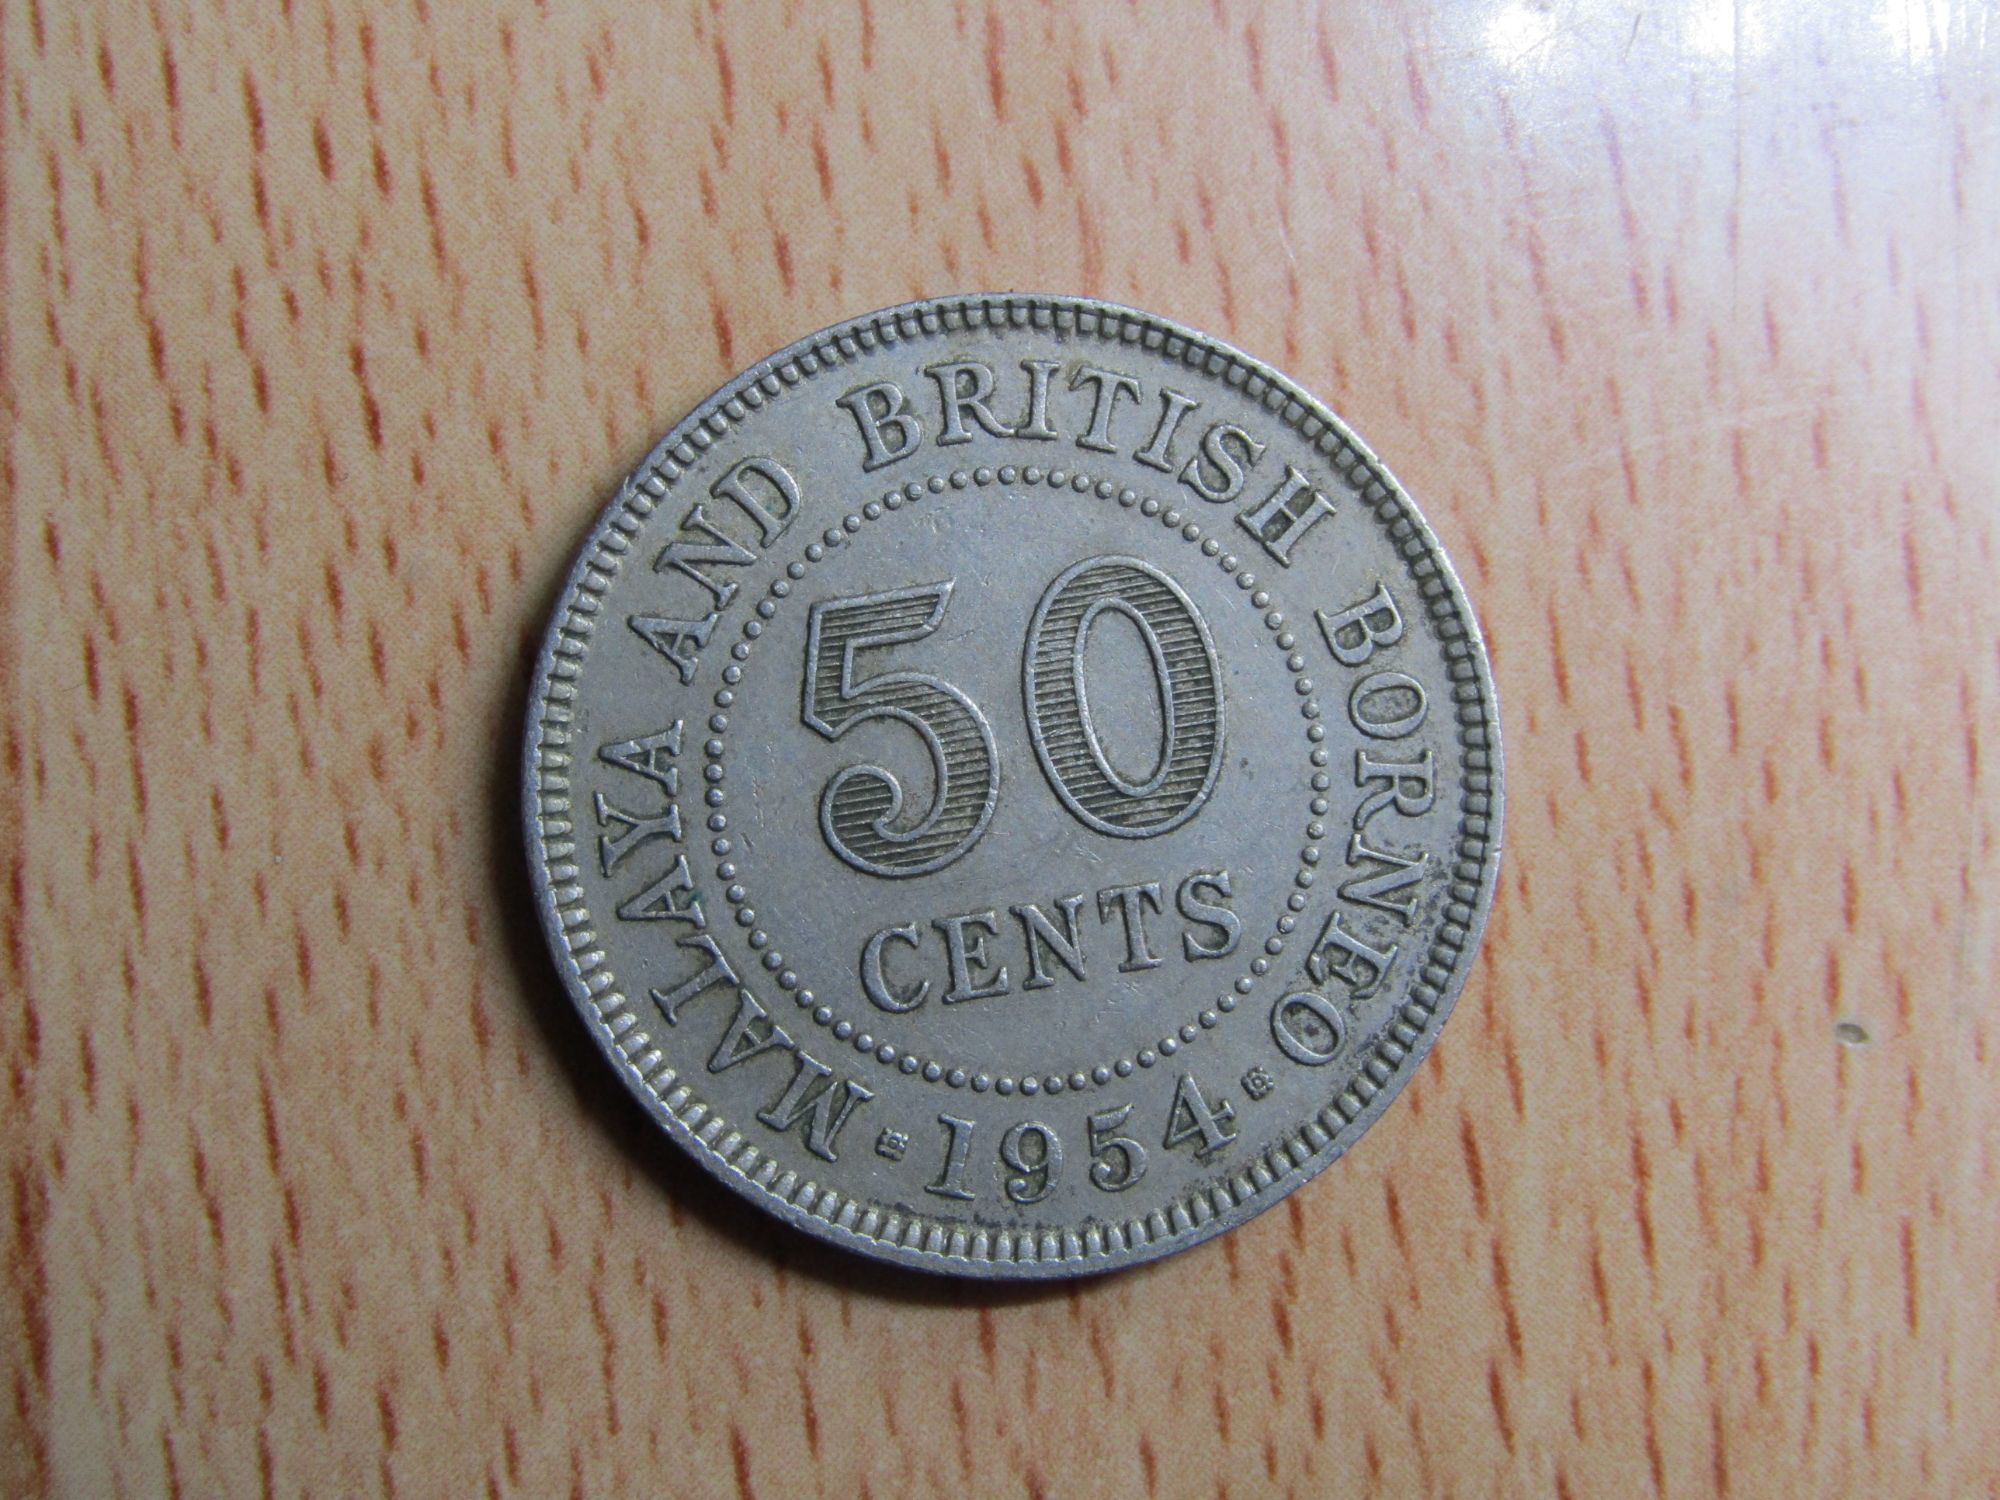 MALAYA AND BRITISH BORNEO
50
CENTS
· 1954 ·